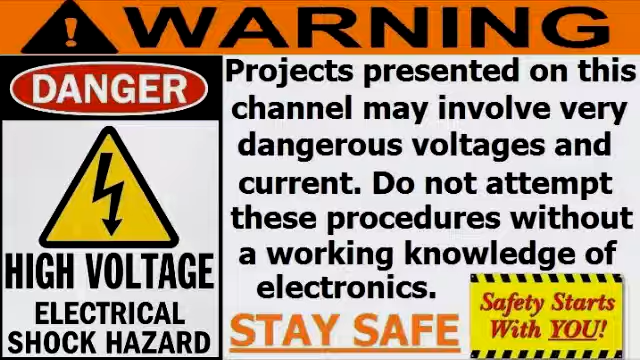 WARNING
DANGER
HIGH VOLTAGE
ELECTRICAL
SHOCK HAZARD
Projects presented on this
channel may involve very
dangerous voltages and
current. Do not attempt
these procedures without
a working knowledge of
electronics.
STAY SAFE
Safety Starts
With YOU!